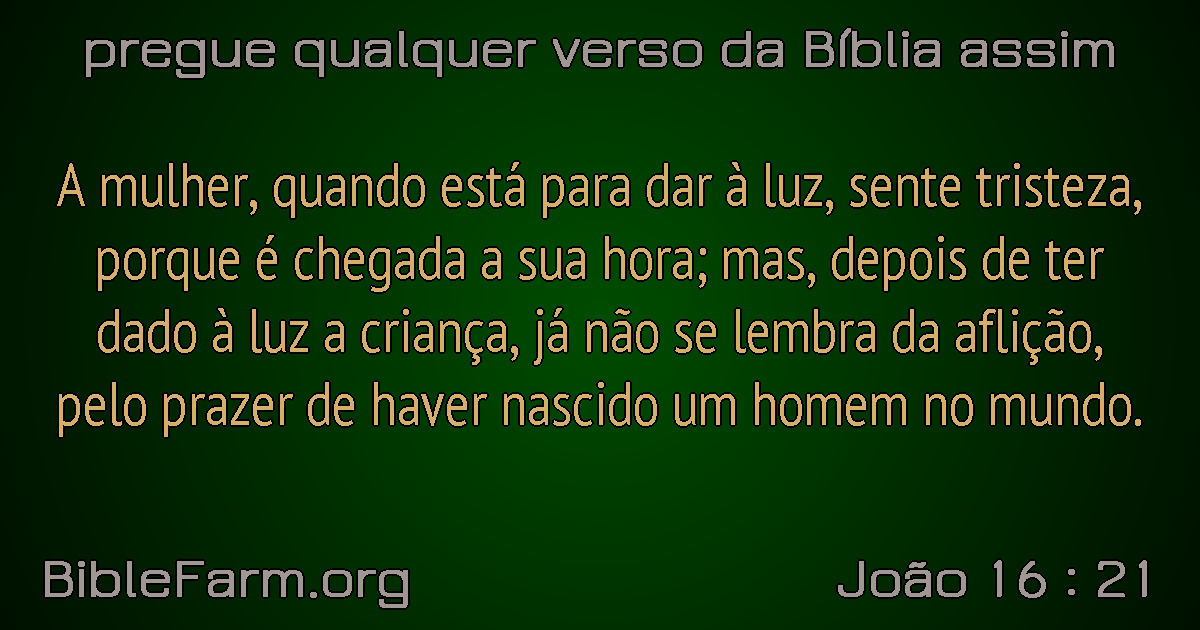 pregue qualquer verso da Bíblia assim
A mulher, quando está para dar à luz, sente tristeza,
porque é chegada a sua hora; mas, depois de ter
dado à luz a criança, já não se lembra da aflição,
pelo prazer de haver nascido um homem no mundo.
BibleFarm.org
João 16 : 21